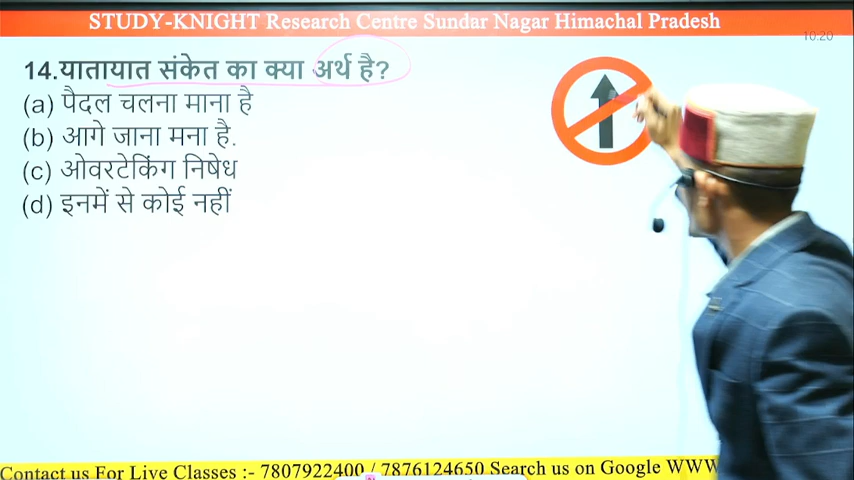 STUDY-KNIGHT Research Centre Sundar Nagar Himachal Pradesh
10:20
14.यातायात संकेत का क्या अर्थ है?
(a) पैदल चलना माना है
(b) आगे जाना मना है.
(c) ओवरटेकिंग निषेध
(d) इनमें से कोई नहीं
Contact us For Live Classes :- 7807922400 / 7876124650 Search us on Google WWW